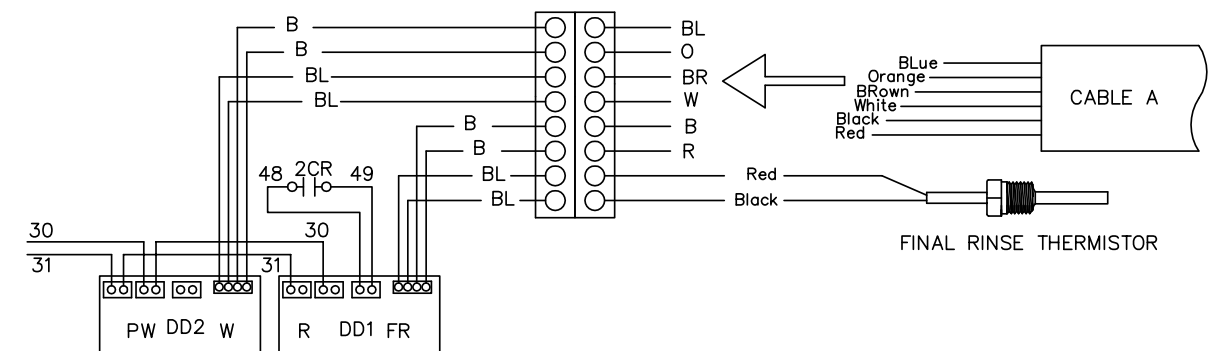 B
BL
B
O
BLue
Orange
BL
BR
BRown
CABLE A
BL
W
White
Black
B
B
Red
B
R
48
2CR
49
BL
Red
BL
Black
30
FINAL RINSE THERMISTOR
31
31
30
PW
DD2
W
R
DD1
FR